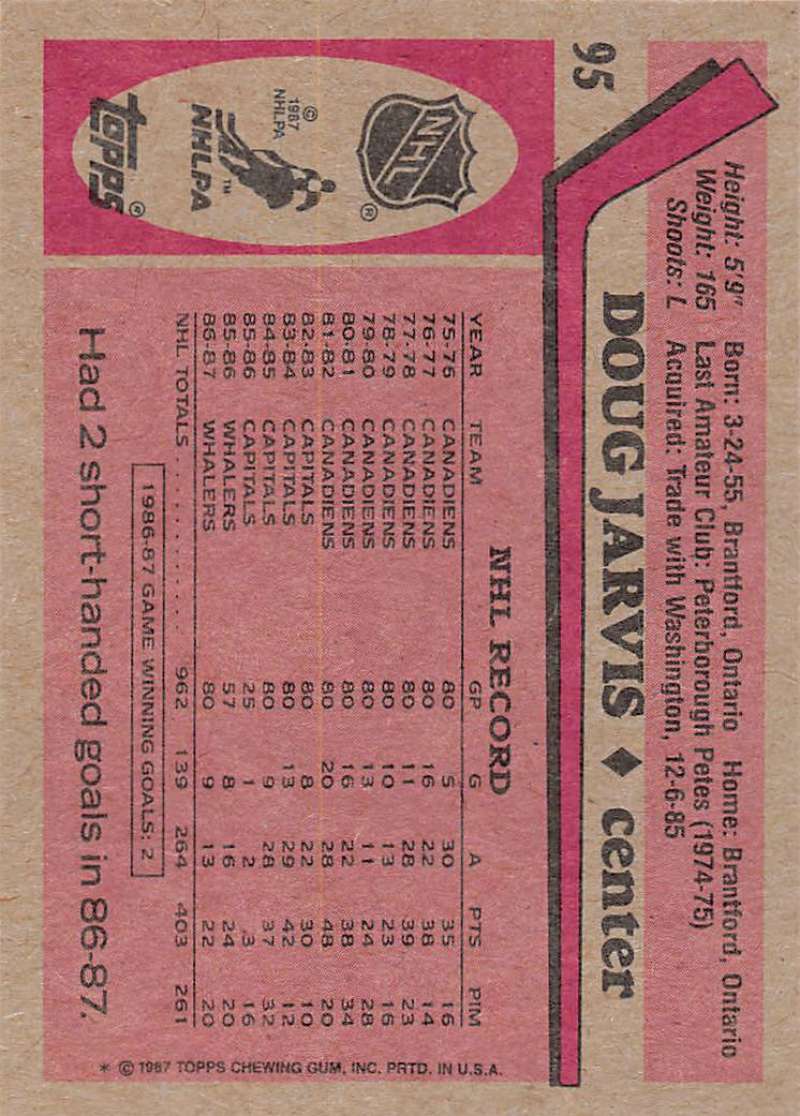 95
Height: 5'9" Born: 3-24-55, Brantford, Ontario Home: Brantford, Ontario
Weight: 165 Last Amateur Club: Peterborough Petes (1974-75)
Shoots: L Acquired: Trade with Washington, 12-6-85
DOUG JARVIS ♦ center
NHL ®
© 1987 NHLPA
NHLPA ™
TOPPS ®
NHL RECORD
YEAR TEAM GP G A PTS PIM
75-76 CANADIENS 80 5 30 35 16
76-77 CANADIENS 80 16 22 38 14
77-78 CANADIENS 80 11 28 39 23
78-79 CANADIENS 80 10 13 23 16
79-80 CANADIENS 80 13 11 24 28
80-81 CANADIENS 80 16 22 38 34
81-82 CANADIENS 80 20 28 48 20
82-83 CAPITALS 80 8 22 30 10
83-84 CAPITALS 80 13 29 42 12
84-85 CAPITALS 80 9 28 37 32
85-86 CAPITALS 25 1 2 3 16
85-86 WHALERS 57 8 16 24 20
86-87 WHALERS 80 9 13 22 20
NHL TOTALS . . . . . . . . . . . 962 139 264 403 261
1986-87 GAME WINNING GOALS: 2
Had 2 short-handed goals in 86-87.
* © 1987 TOPPS CHEWING GUM, INC. PRTD. IN U.S.A.